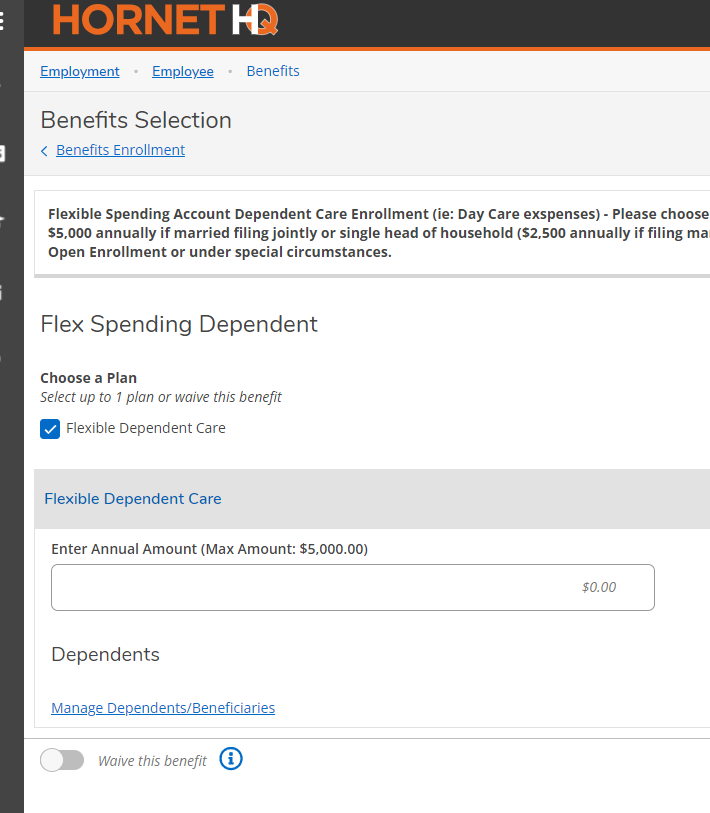 HORNET HQ
Employment • Employee • Benefits
Benefits Selection
Benefits Enrollment
Flexible Spending Account Dependent Care Enrollment (ie: Day Care exspenses) - Please choose
$5,000 annually if married filing jointly or single head of household ($2,500 annually if filing ma
Open Enrollment or under special circumstances.
Flex Spending Dependent
Choose a Plan
Select up to 1 plan or waive this benefit
Flexible Dependent Care
Flexible Dependent Care
Enter Annual Amount (Max Amount: $5,000.00)
$0.00
Dependents
Manage Dependents/Beneficiaries
Waive this benefit